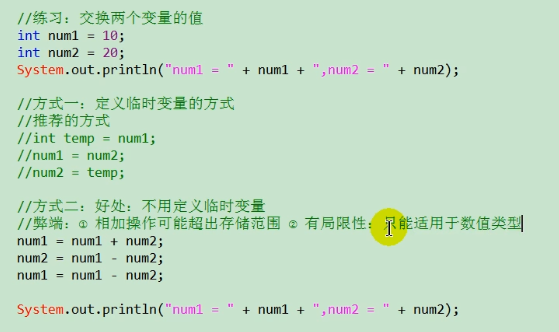 //练习：交换两个变量的值
int num1 = 10;
int num2 = 20;
System.out.println("num1 = " + num1 + ",num2 = " + num2);
//方式一：定义临时变量的方式
//推荐的方式
//int temp = num1;
//num1 = num2;
//num2 = temp;
//方式二：好处：不用定义临时变量
//弊端：① 相加操作可能超出存储范围 ② 有局限性：只能适用于数值类型
num1 = num1 + num2;
num2 = num1 - num2;
num1 = num1 - num2;
System.out.println("num1 = " + num1 + ",num2 = " + num2);